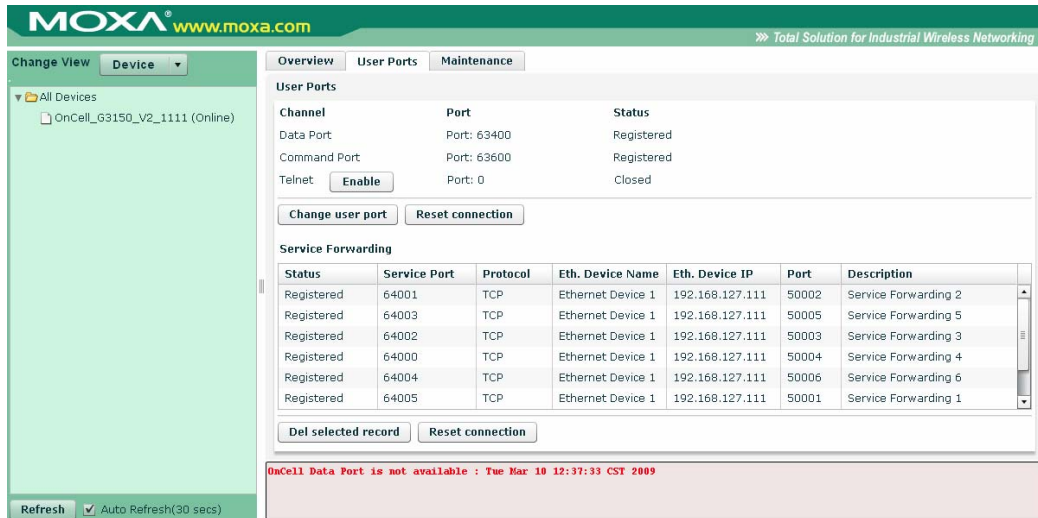 MOXA® www.moxa.com
Total Solution for Industrial Wireless Networking
Change View Device
All Devices
OnCell_G3150_V2_1111 (Online)
Refresh Auto Refresh(30 secs)
Overview User Ports Maintenance
User Ports
Channel Port Status
Data Port Port: 63400 Registered
Command Port Port: 63600 Registered
Telnet Enable Port: 0 Closed
Change user port Reset connection
Service Forwarding
Status Service Port Protocol Eth. Device Name Eth. Device IP Port Description
Registered 64001 TCP Ethernet Device 1 192.168.127.111 50002 Service Forwarding 2
Registered 64003 TCP Ethernet Device 1 192.168.127.111 50005 Service Forwarding 5
Registered 64002 TCP Ethernet Device 1 192.168.127.111 50003 Service Forwarding 3
Registered 64000 TCP Ethernet Device 1 192.168.127.111 50004 Service Forwarding 4
Registered 64004 TCP Ethernet Device 1 192.168.127.111 50006 Service Forwarding 6
Registered 64005 TCP Ethernet Device 1 192.168.127.111 50001 Service Forwarding 1
Del selected record Reset connection
OnCell Data Port is not available : Tue Mar 10 12:37:33 CST 2009